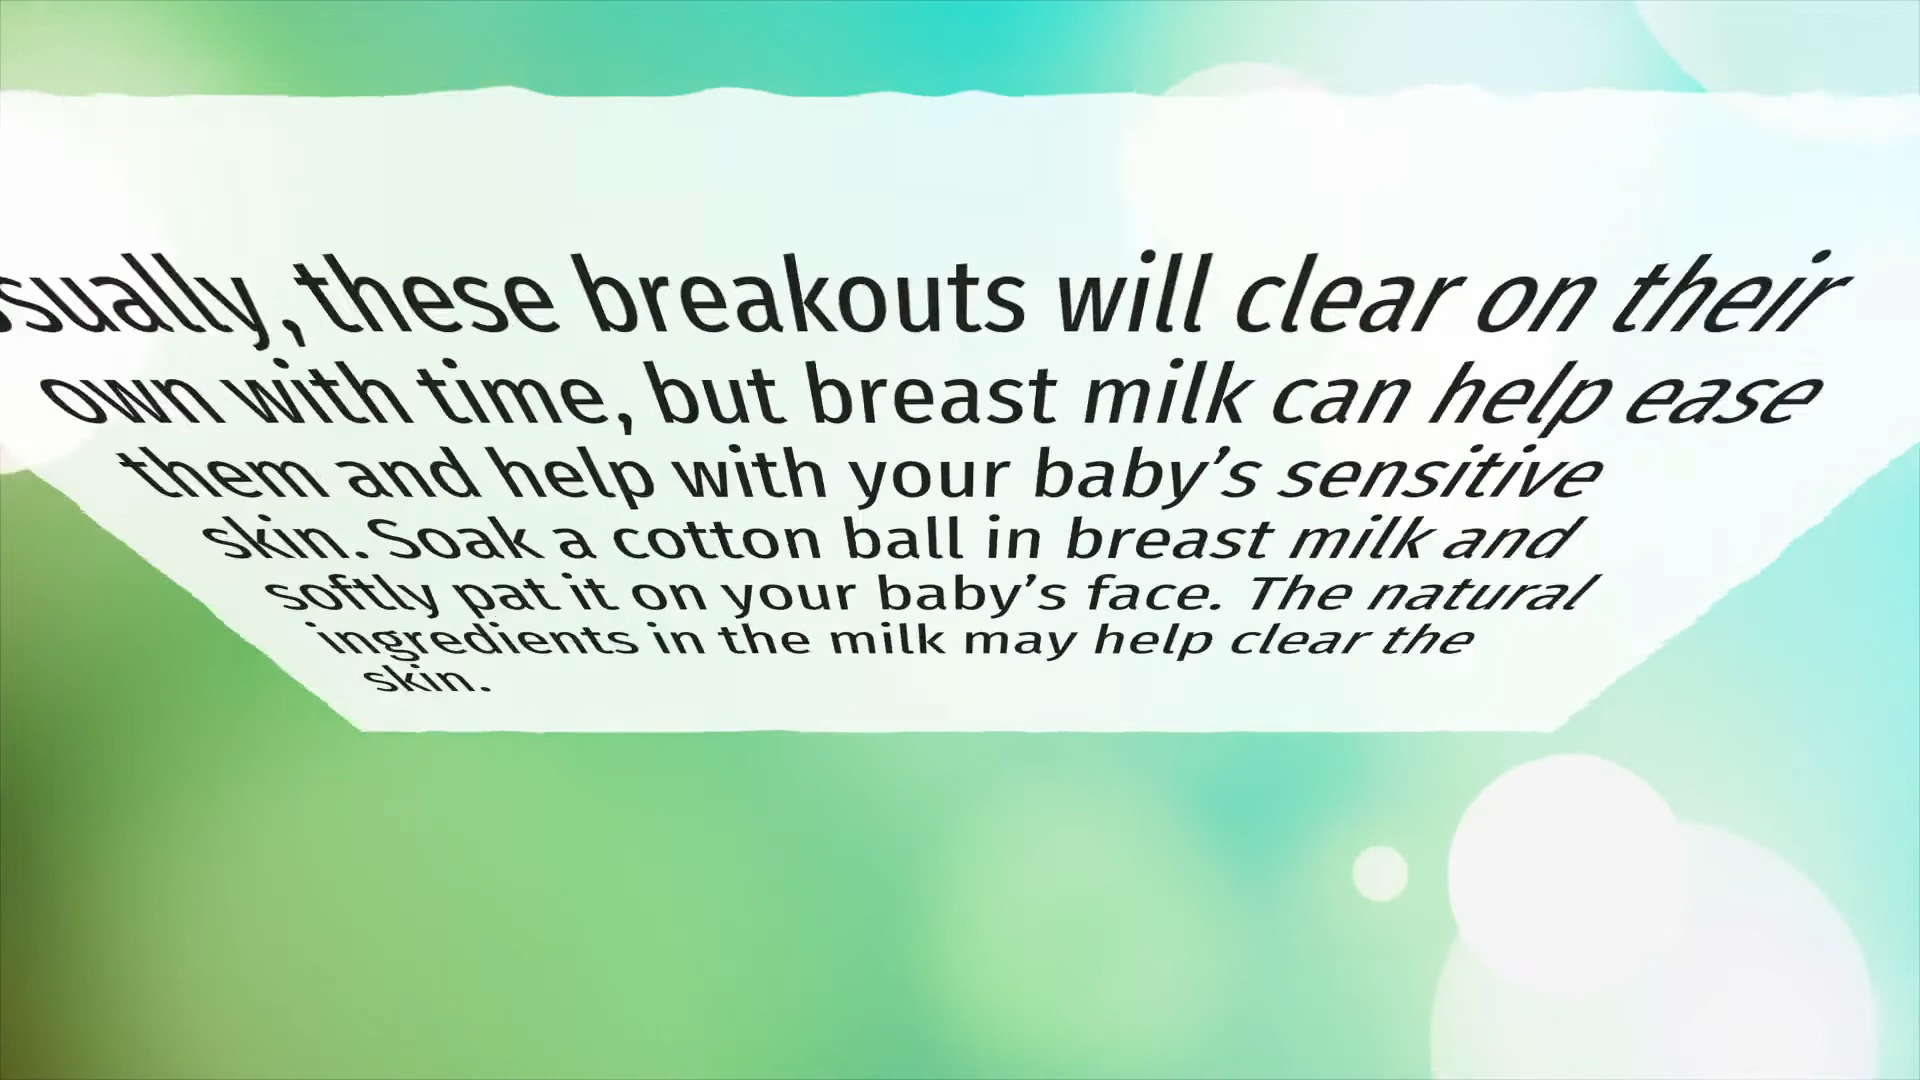 sually, these breakouts will clear on their
own with time, but breast milk can help ease
them and help with your baby’s sensitive
skin. Soak a cotton ball in breast milk and
softly pat it on your baby’s face. The natural
ingredients in the milk may help clear the
skin.